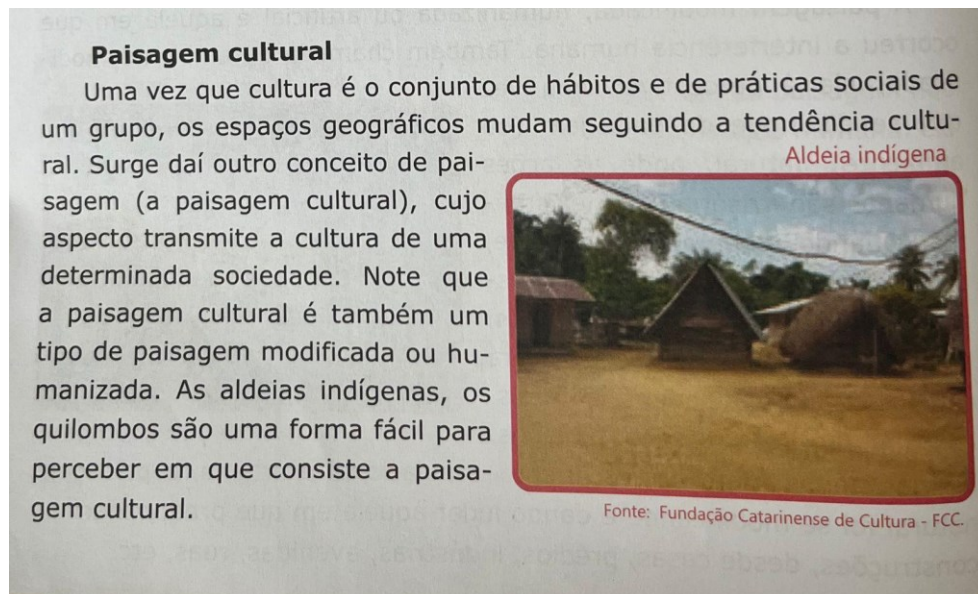 Paisagem cultural
Uma vez que cultura é o conjunto de hábitos e de práticas sociais de
um grupo, os espaços geográficos mudam seguindo a tendência cultu-
ral. Surge daí outro conceito de pai-
sagem (a paisagem cultural), cujo
aspecto transmite a cultura de uma
determinada sociedade. Note que
a paisagem cultural é também um
tipo de paisagem modificada ou hu-
manizada. As aldeias indígenas, os
quilombos são uma forma fácil para
perceber em que consiste a paisa-
gem cultural.
Aldeia indígena
Fonte: Fundação Catarinense de Cultura - FCC.